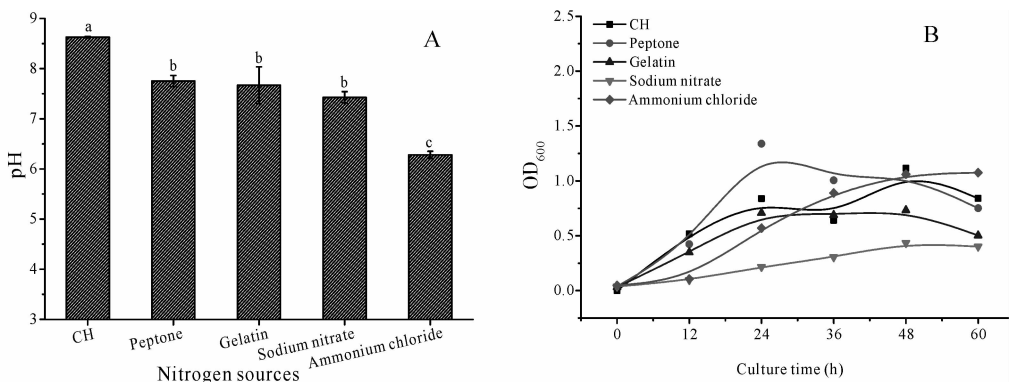 A
9
8
7
6
5
4
3
pH
a
b
b
b
c
CH
Peptone
Gelatin
Sodium nitrate
Ammonium chloride
Nitrogen sources
B
CH
Peptone
Gelatin
Sodium nitrate
Ammonium chloride
2.5
2.0
1.5
1.0
0.5
0.0
OD600
0 12 24 36 48 60
Culture time (h)